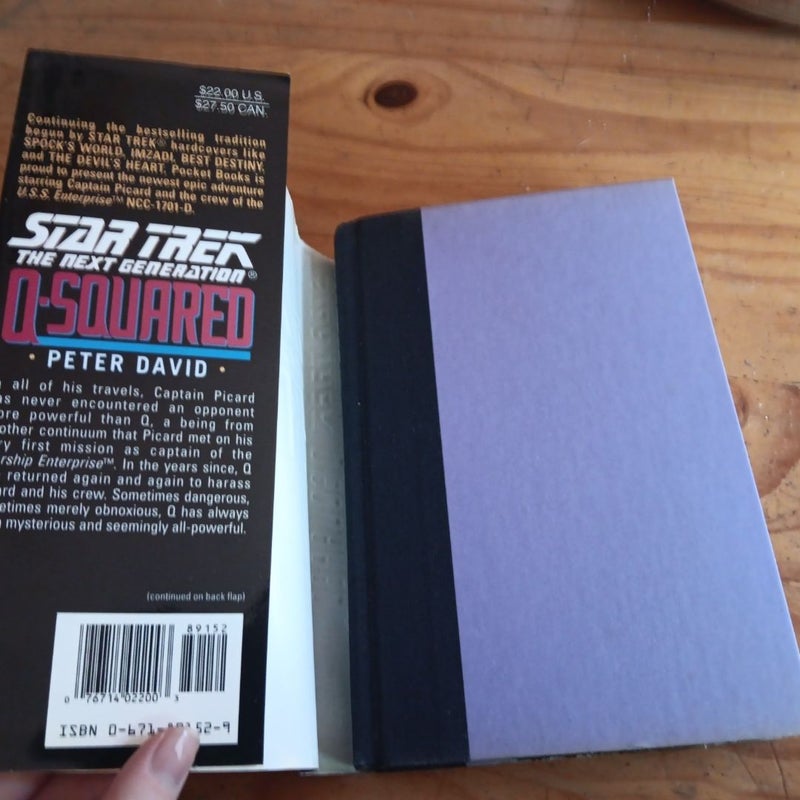 $22.00 U.S.
$27.50 CAN.
Continuing the bestselling tradition
begun by STAR TREK® hardcovers like
SPOCK'S WORLD, IMZADI, BEST DESTINY,
and THE DEVIL'S HEART, Pocket Books is
proud to present the newest epic adventure
starring Captain Picard and the crew of the
U.S.S. Enterprise™ NCC-1701-D.
STAR TREK
THE NEXT GENERATION®
Q-SQUARED
• PETER DAVID •
all of his travels, Captain Picard
never encountered an opponent
powerful than Q, a being from
continuum that Picard met on his
first mission as captain of the
Enterprise™. In the years since, Q
returned again and again to harass
and his crew. Sometimes dangerous,
merely obnoxious, Q has always
mysterious and seemingly all-powerful.
(continued on back flap)
89152
0 76714 02200 3
ISBN 0-671-89152-9